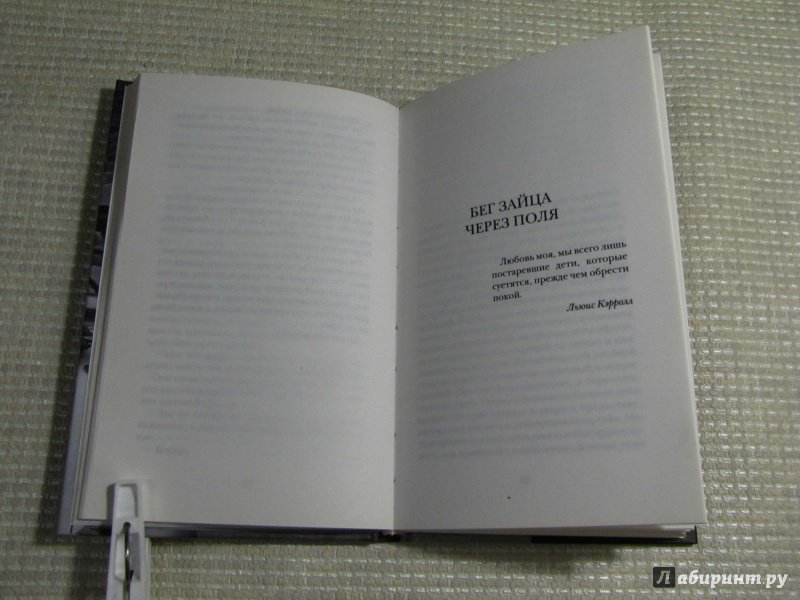 БЕГ ЗАЙЦА
ЧЕРЕЗ ПОЛЯ
Любовь моя, мы всего лишь
постаревшие дети, которые
суетятся, прежде чем обрести
покой.
Льюис Кэрролл
Л абиринт.ру